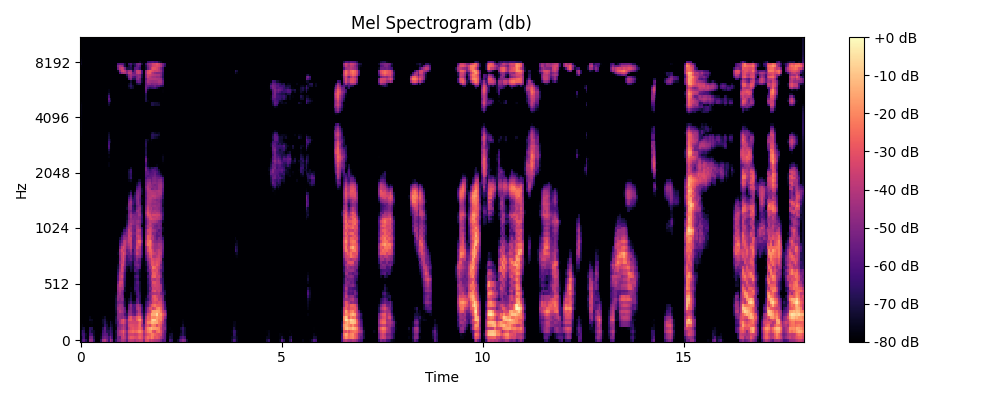 Mel Spectrogram (db)
8192
4096
2048
1024
512
0
Hz
0 5 10 15
Time
+0 dB
-10 dB
-20 dB
-30 dB
-40 dB
-50 dB
-60 dB
-70 dB
-80 dB